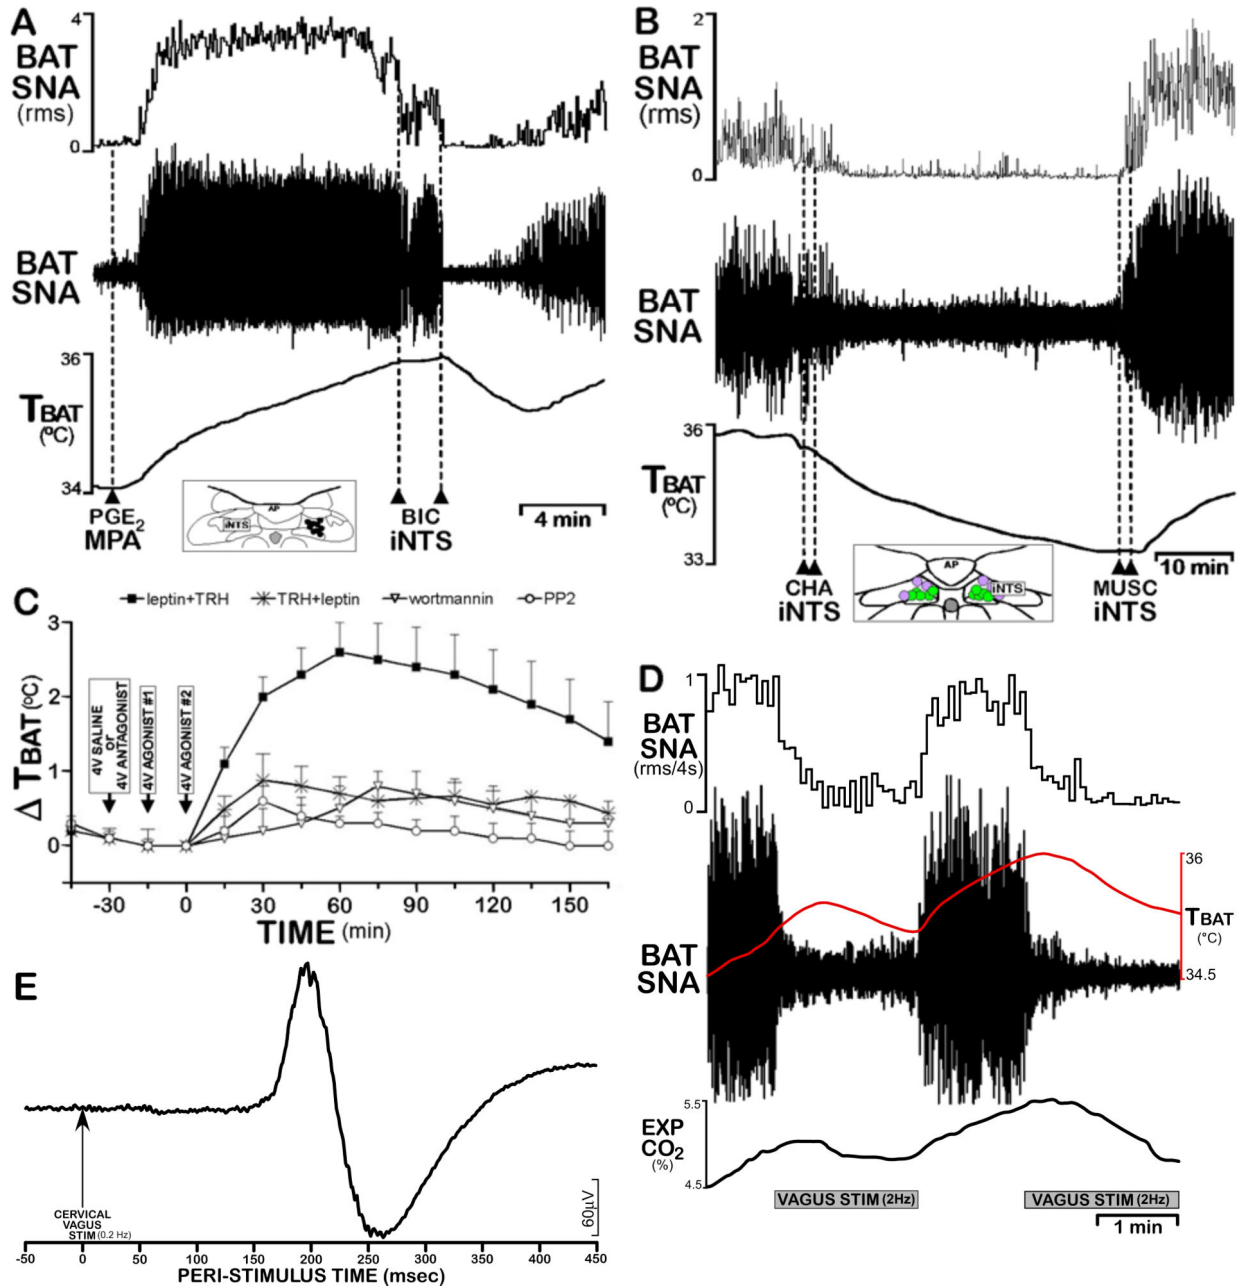 A
BAT
SNA
(rms)
4
0
BAT
SNA
TBAT
(ºC)
36
34
PGE2
MPA
AP
iNTS
BIC
iNTS
4 min
B
BAT
SNA
(rms)
2
0
BAT
SNA
TBAT
(ºC)
36
33
CHA
iNTS
AP
iNTS
MUSC
iNTS
10 min
C
leptin+TRH
TRH+leptin
wortmannin
PP2
Δ TBAT (ºC)
3
2
1
0
4V SALINE
or
4V ANTAGONIST
4V AGONIST #1
4V AGONIST #2
-30 0 30 60 90 120 150
TIME (min)
D
BAT
SNA
(rms/4s)
1
0
BAT
SNA
36
TBAT
(°C)
34.5
EXP
CO2
(%)
5.5
4.5
VAGUS STIM (2Hz) VAGUS STIM (2Hz)
1 min
E
CERVICAL
VAGUS
STIM (0.2 Hz)
60μV
-50 0 50 100 150 200 250 300 350 400 450
PERI-STIMULUS TIME (msec)